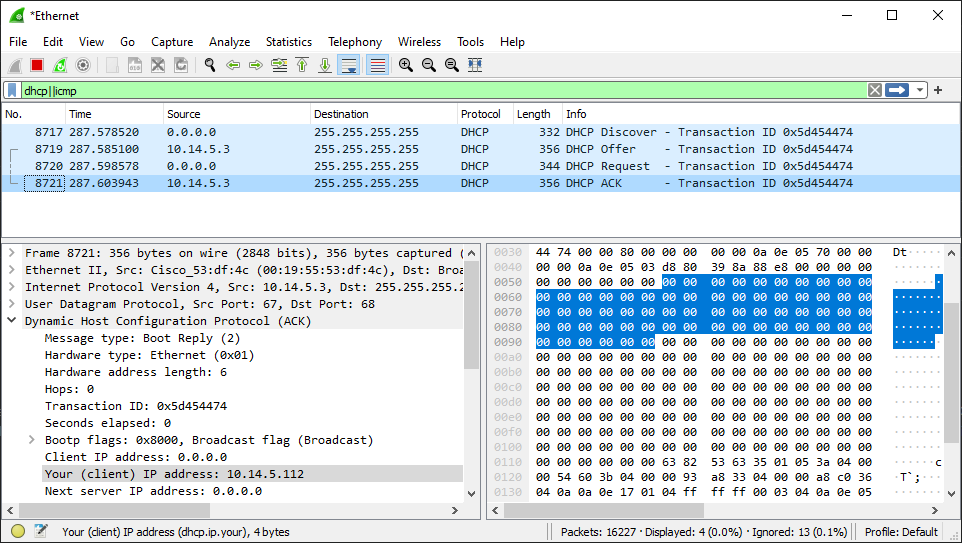 *Ethernet
File Edit View Go Capture Analyze Statistics Telephony Wireless Tools Help
dhcp||icmp
No. Time Source Destination Protocol Length Info
8717 287.578520 0.0.0.0 255.255.255.255 DHCP 332 DHCP Discover - Transaction ID 0x5d454474
8719 287.585100 10.14.5.3 255.255.255.255 DHCP 356 DHCP Offer - Transaction ID 0x5d454474
8720 287.598578 0.0.0.0 255.255.255.255 DHCP 344 DHCP Request - Transaction ID 0x5d454474
8721 287.603943 10.14.5.3 255.255.255.255 DHCP 356 DHCP ACK - Transaction ID 0x5d454474
Frame 8721: 356 bytes on wire (2848 bits), 356 bytes captured (
Ethernet II, Src: Cisco_53:df:4c (00:19:55:53:df:4c), Dst: Broa
Internet Protocol Version 4, Src: 10.14.5.3, Dst: 255.255.255.2
User Datagram Protocol, Src Port: 67, Dst Port: 68
Dynamic Host Configuration Protocol (ACK)
Message type: Boot Reply (2)
Hardware type: Ethernet (0x01)
Hardware address length: 6
Hops: 0
Transaction ID: 0x5d454474
Seconds elapsed: 0
Bootp flags: 0x8000, Broadcast flag (Broadcast)
Client IP address: 0.0.0.0
Your (client) IP address: 10.14.5.112
Next server IP address: 0.0.0.0
0030 44 74 00 00 80 00 00 00 00 00 0a 0e 05 70 00 00 Dt······
0040 00 00 0a 0e 05 03 d8 80 39 8a 88 e8 00 00 00 00 ········
0050 00 00 00 00 00 00 00 00 00 00 00 00 00 00 00 00 ········
0060 00 00 00 00 00 00 00 00 00 00 00 00 00 00 00 00 ········
0070 00 00 00 00 00 00 00 00 00 00 00 00 00 00 00 00 ········
0080 00 00 00 00 00 00 00 00 00 00 00 00 00 00 00 00 ········
0090 00 00 00 00 00 00 00 00 00 00 00 00 00 00 00 00 ········
00a0 00 00 00 00 00 00 00 00 00 00 00 00 00 00 00 00 ········
00b0 00 00 00 00 00 00 00 00 00 00 00 00 00 00 00 00 ········
00c0 00 00 00 00 00 00 00 00 00 00 00 00 00 00 00 00 ········
00d0 00 00 00 00 00 00 00 00 00 00 00 00 00 00 00 00 ········
00e0 00 00 00 00 00 00 00 00 00 00 00 00 00 00 00 00 ········
00f0 00 00 00 00 00 00 00 00 00 00 00 00 00 00 00 00 ········
0100 00 00 00 00 00 00 00 00 00 00 00 00 00 00 00 00 ········
0110 00 00 00 00 00 00 63 82 53 63 35 01 05 3a 04 00 ······c
0120 00 54 60 3b 04 00 00 93 a8 33 04 00 00 a8 c0 36 ·T`;····
0130 04 0a 0a 0e 17 01 04 ff ff ff 00 03 04 0a 0e 05 ········
Your (client) IP address (dhcp.ip.your), 4 bytes
Packets: 16227 · Displayed: 4 (0.0%) · Ignored: 13 (0.1%)
Profile: Default